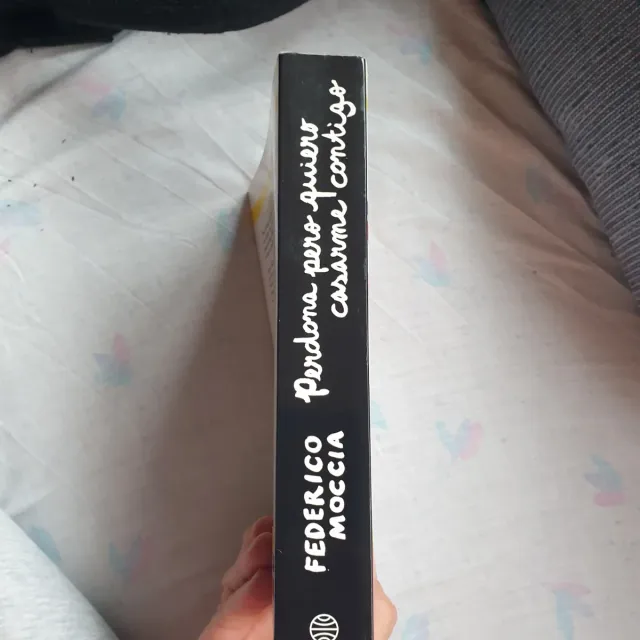 FEDERICO
MOCCIA
Perdona pero quiero
casarme contigo